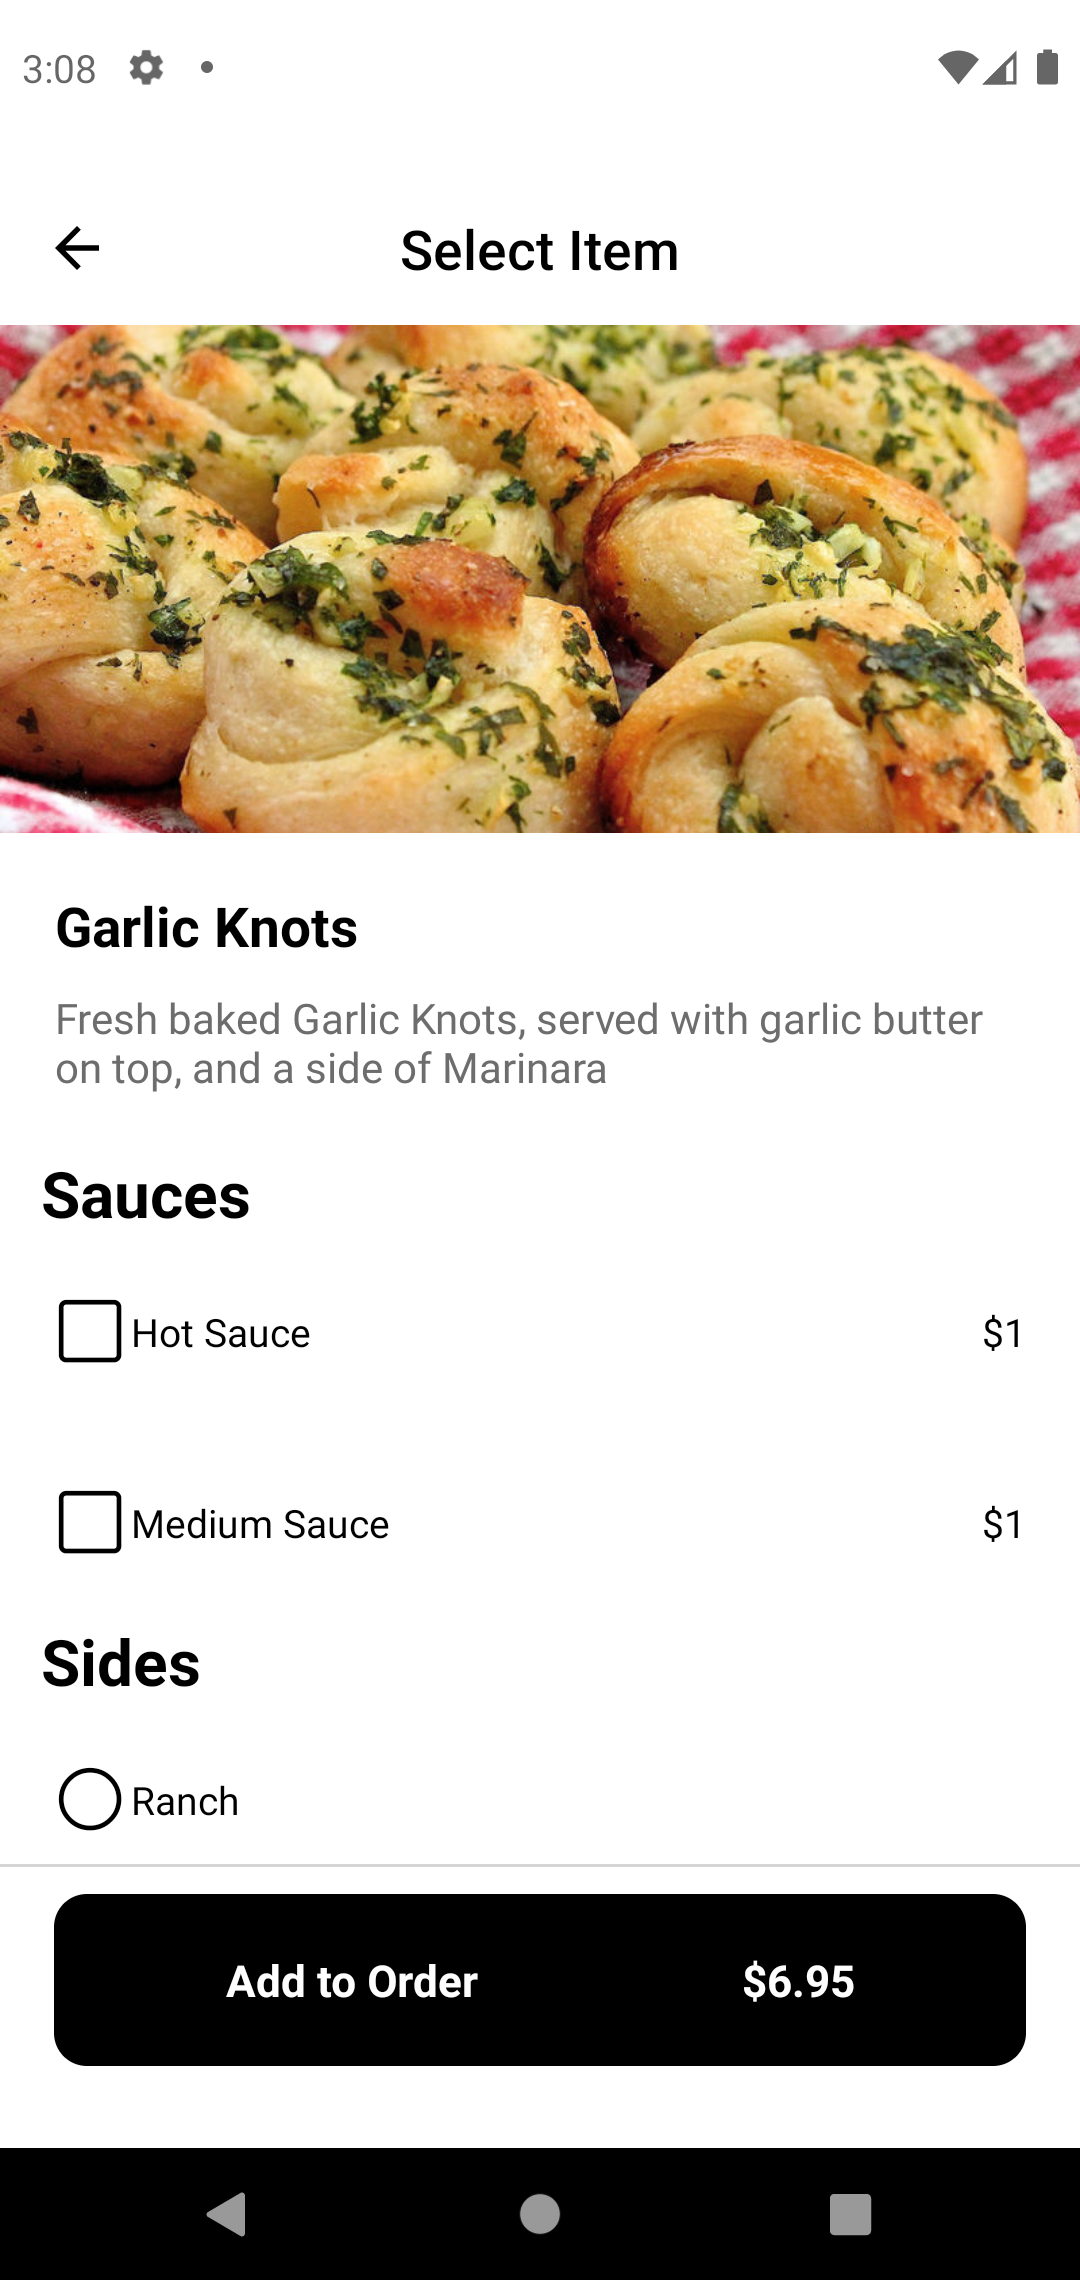 3:08
Select Item
Garlic Knots
Fresh baked Garlic Knots, served with garlic butter
on top, and a side of Marinara
Sauces
Hot Sauce $1
Medium Sauce $1
Sides
Ranch
Add to Order $6.95